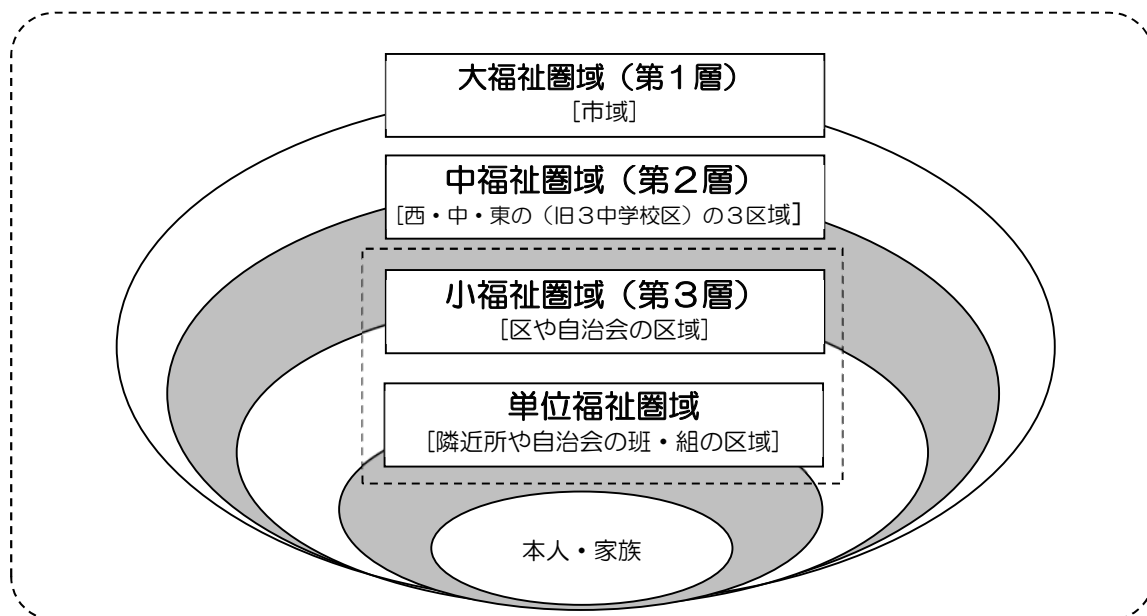 大福祉圏域（第１層）
[市域]
中福祉圏域（第２層）
[西・中・東の（旧３中学校区）の３区域]
小福祉圏域（第３層）
[区や自治会の区域]
単位福祉圏域
[隣近所や自治会の班・組の区域]
本人・家族